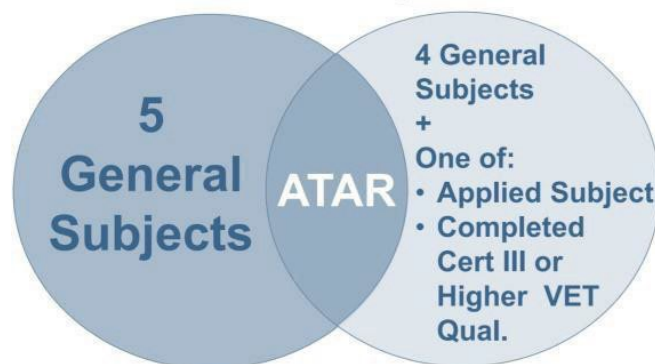 5
General
Subjects
ATAR
4 General
Subjects
+
One of:
• Applied Subject
• Completed
Cert III or
Higher VET
Qual.